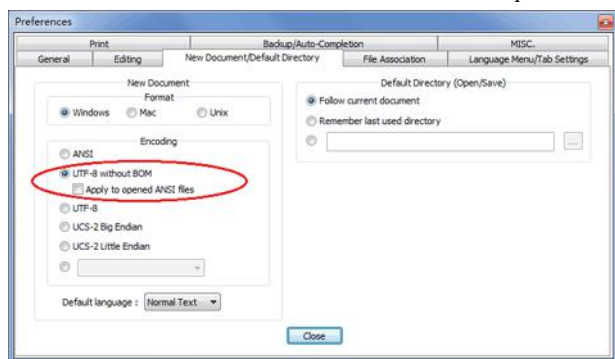 Preferences
Print Backup/Auto-Completion MISC.
General Editing New Document/Default Directory File Association Language Menu/Tab Settings
New Document
Format
Windows Mac Unix
Encoding
ANSI
UTF-8 without BOM
Apply to opened ANSI files
UTF-8
UCS-2 Big Endian
UCS-2 Little Endian
Default language : Normal Text
Default Directory (Open/Save)
Follow current document
Remember last used directory
...
Close